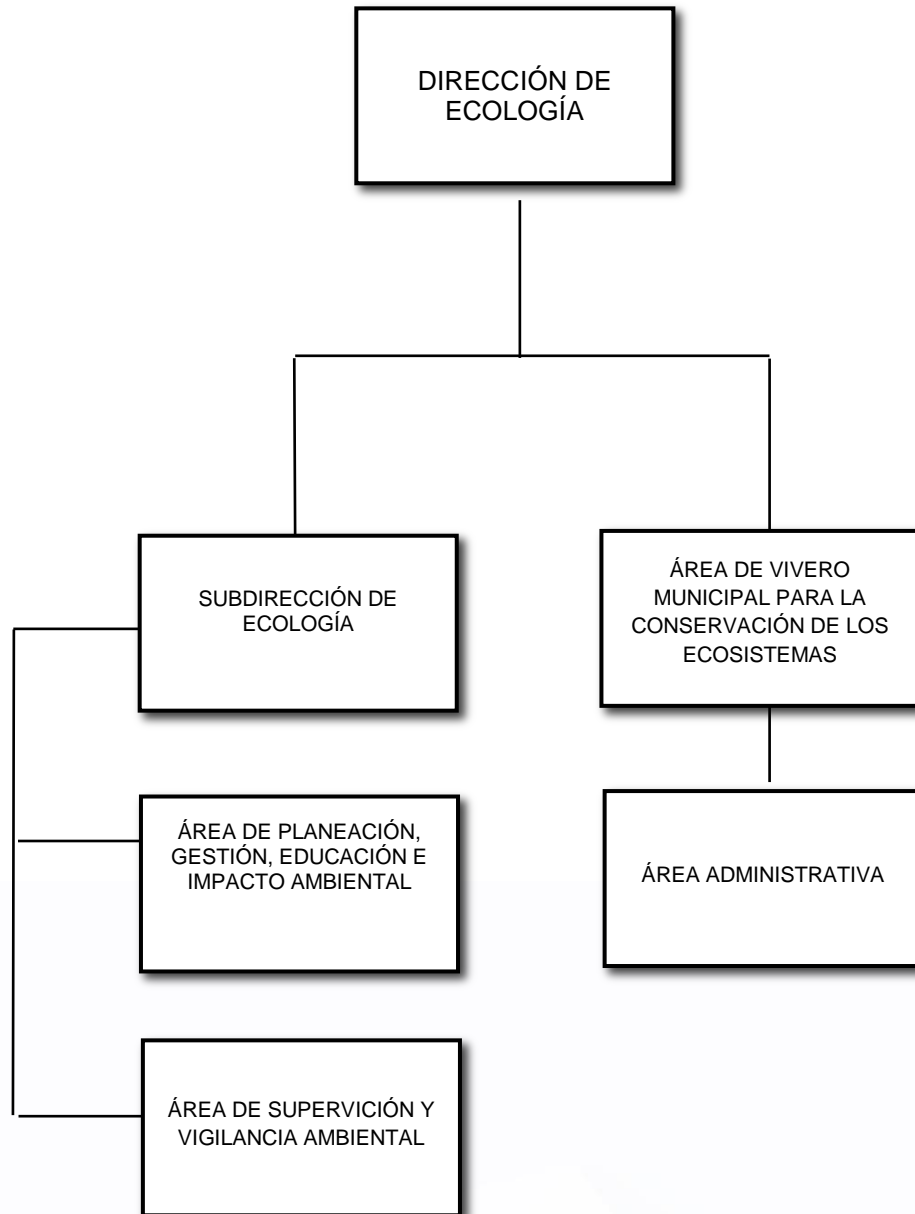 DIRECCIÓN DE
ECOLOGÍA
SUBDIRECCIÓN DE
ECOLOGÍA
ÁREA DE VIVERO
MUNICIPAL PARA LA
CONSERVACIÓN DE LOS
ECOSISTEMAS
ÁREA DE PLANEACIÓN,
GESTIÓN, EDUCACIÓN E
IMPACTO AMBIENTAL
ÁREA ADMINISTRATIVA
ÁREA DE SUPERVICIÓN Y
VIGILANCIA AMBIENTAL